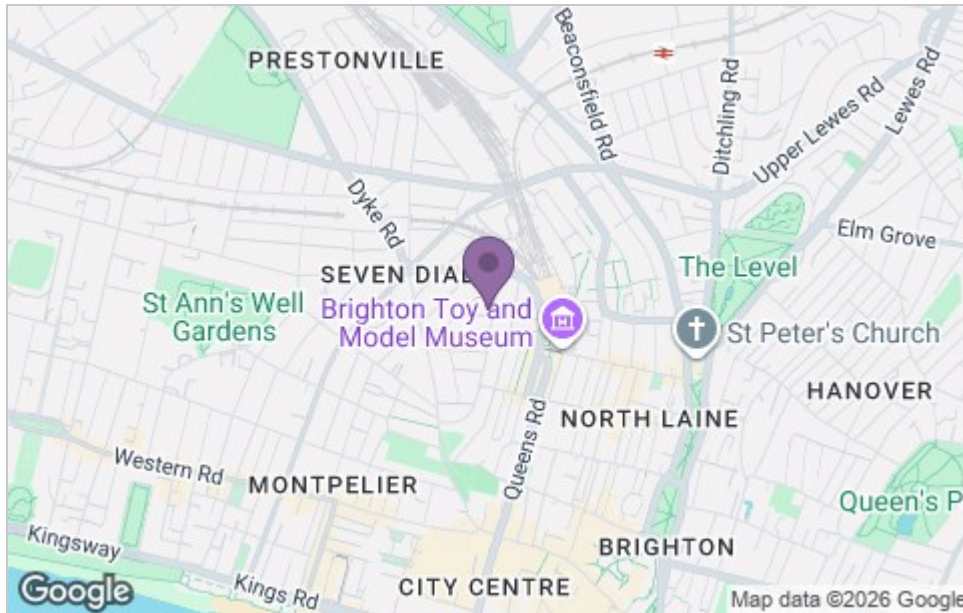 PRESTONVILLE
Beaconsfield Rd
Ditchling Rd
Upper Lewes Rd
Lewes Rd
Dyke Rd
Elm Grove
SEVEN
The Level
St Ann's Well
Gardens
Brighton Toy and
Model Museum
St Peter's Church
HANOVER
Queens Rd
NORTH LAINE
Western Rd
MONTPELIER
Queen's P
Kingsway
BRIGHTON
Kings Rd
CITY CENTRE
Google
Map data ©2026 Google